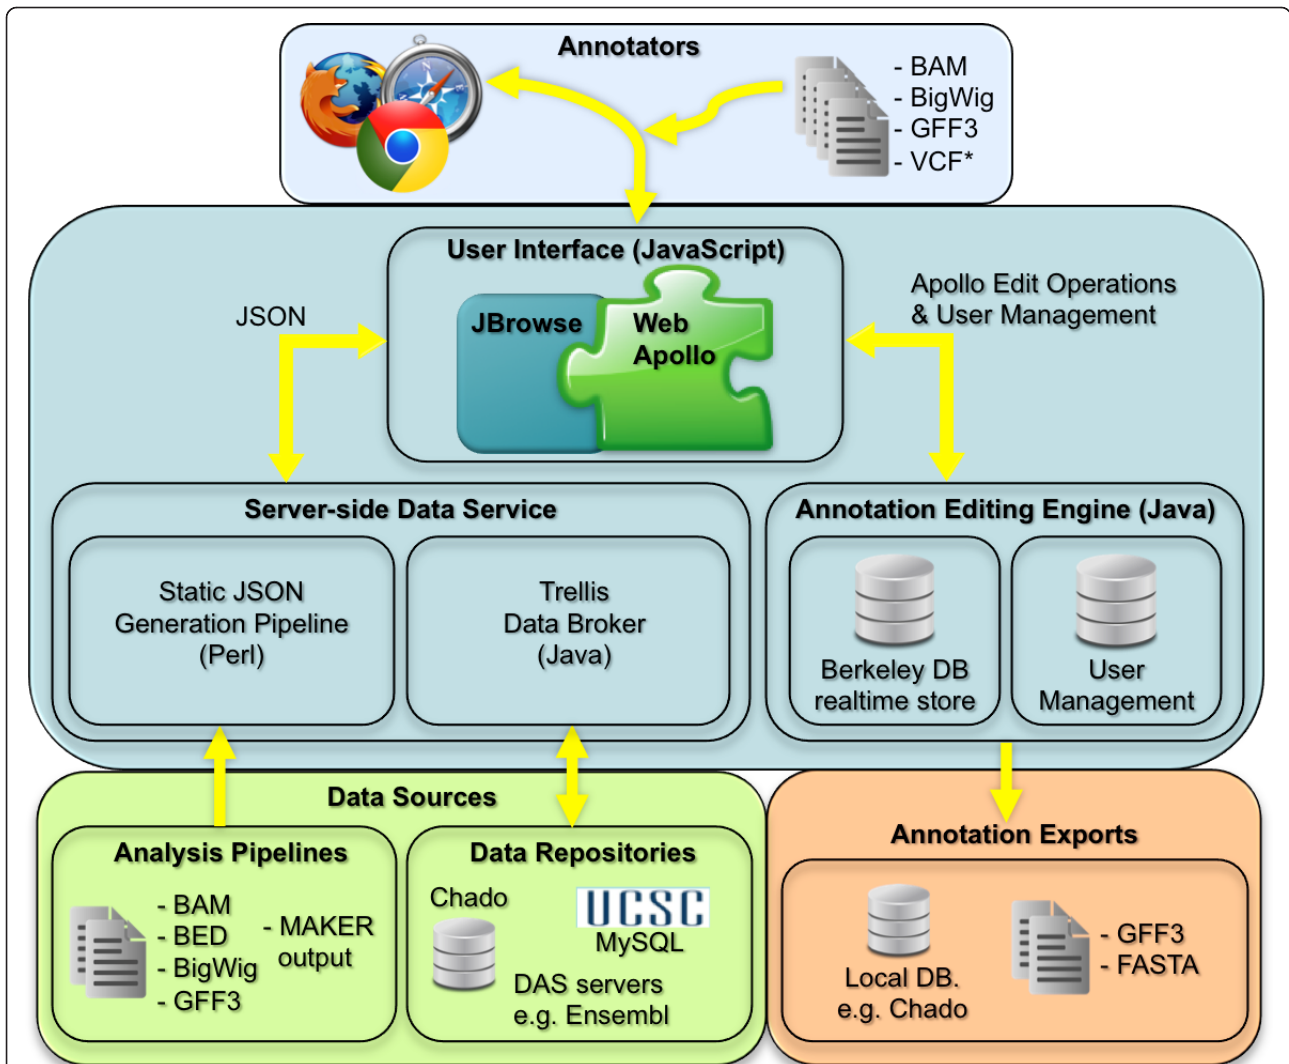 Annotators
- BAM
- BigWig
- GFF3
- VCF*
User Interface (JavaScript)
JBrowse
Web
Apollo
JSON
Apollo Edit Operations
& User Management
Server-side Data Service
Static JSON
Generation Pipeline
(Perl)
Trellis
Data Broker
(Java)
Annotation Editing Engine (Java)
Berkeley DB
realtime store
User
Management
Data Sources
Analysis Pipelines
- BAM
- BED
- BigWig
- GFF3
- MAKER
output
Data Repositories
Chado
UCSC
MySQL
DAS servers
e.g. Ensembl
Annotation Exports
Local DB.
e.g. Chado
- GFF3
- FASTA